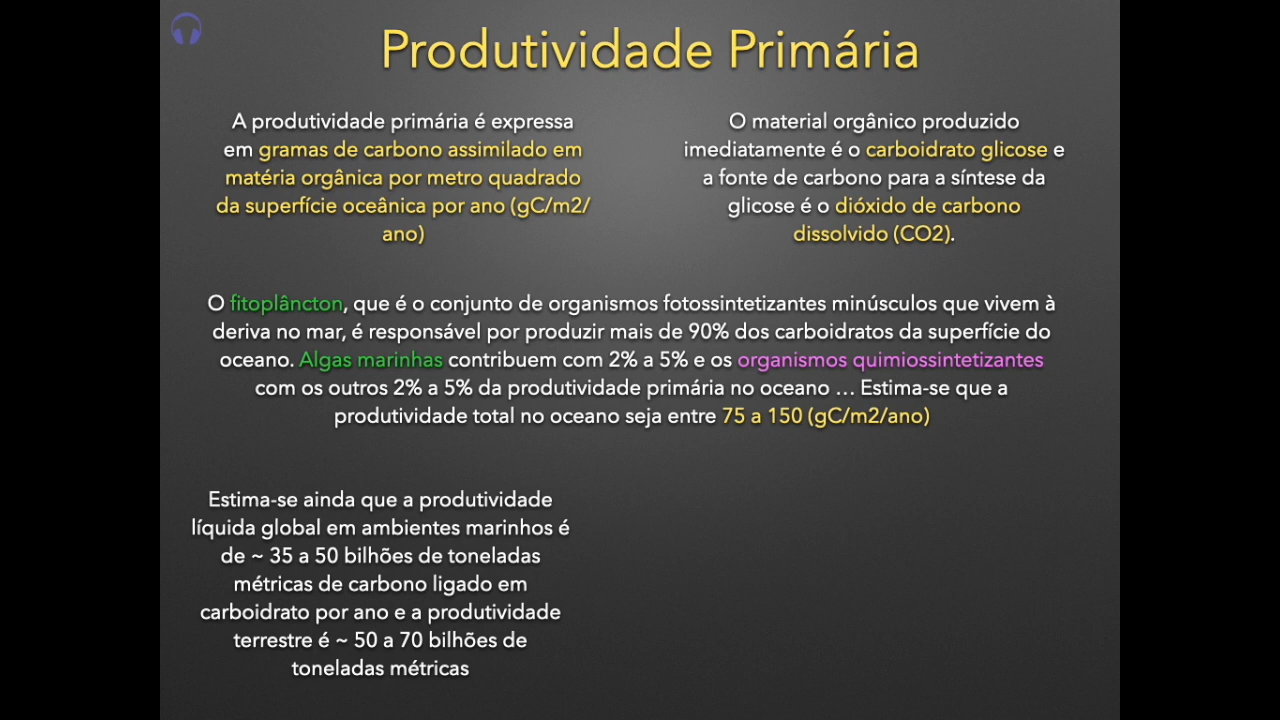 Produtividade Primária
A produtividade primária é expressa
em gramas de carbono assimilado em
matéria orgânica por metro quadrado
da superfície oceânica por ano (gC/m2/
ano)
O material orgânico produzido
imediatamente é o carboidrato glicose e
a fonte de carbono para a síntese da
glicose é o dióxido de carbono
dissolvido (CO2).
O fitoplâncton, que é o conjunto de organismos fotossintetizantes minúsculos que vivem à
deriva no mar, é responsável por produzir mais de 90% dos carboidratos da superfície do
oceano. Algas marinhas contribuem com 2% a 5% e os organismos quimiossintetizantes
com os outros 2% a 5% da produtividade primária no oceano … Estima-se que a
produtividade total no oceano seja entre 75 a 150 (gC/m2/ano)
Estima-se ainda que a produtividade
líquida global em ambientes marinhos é
de ~ 35 a 50 bilhões de toneladas
métricas de carbono ligado em
carboidrato por ano e a produtividade
terrestre é ~ 50 a 70 bilhões de
toneladas métricas